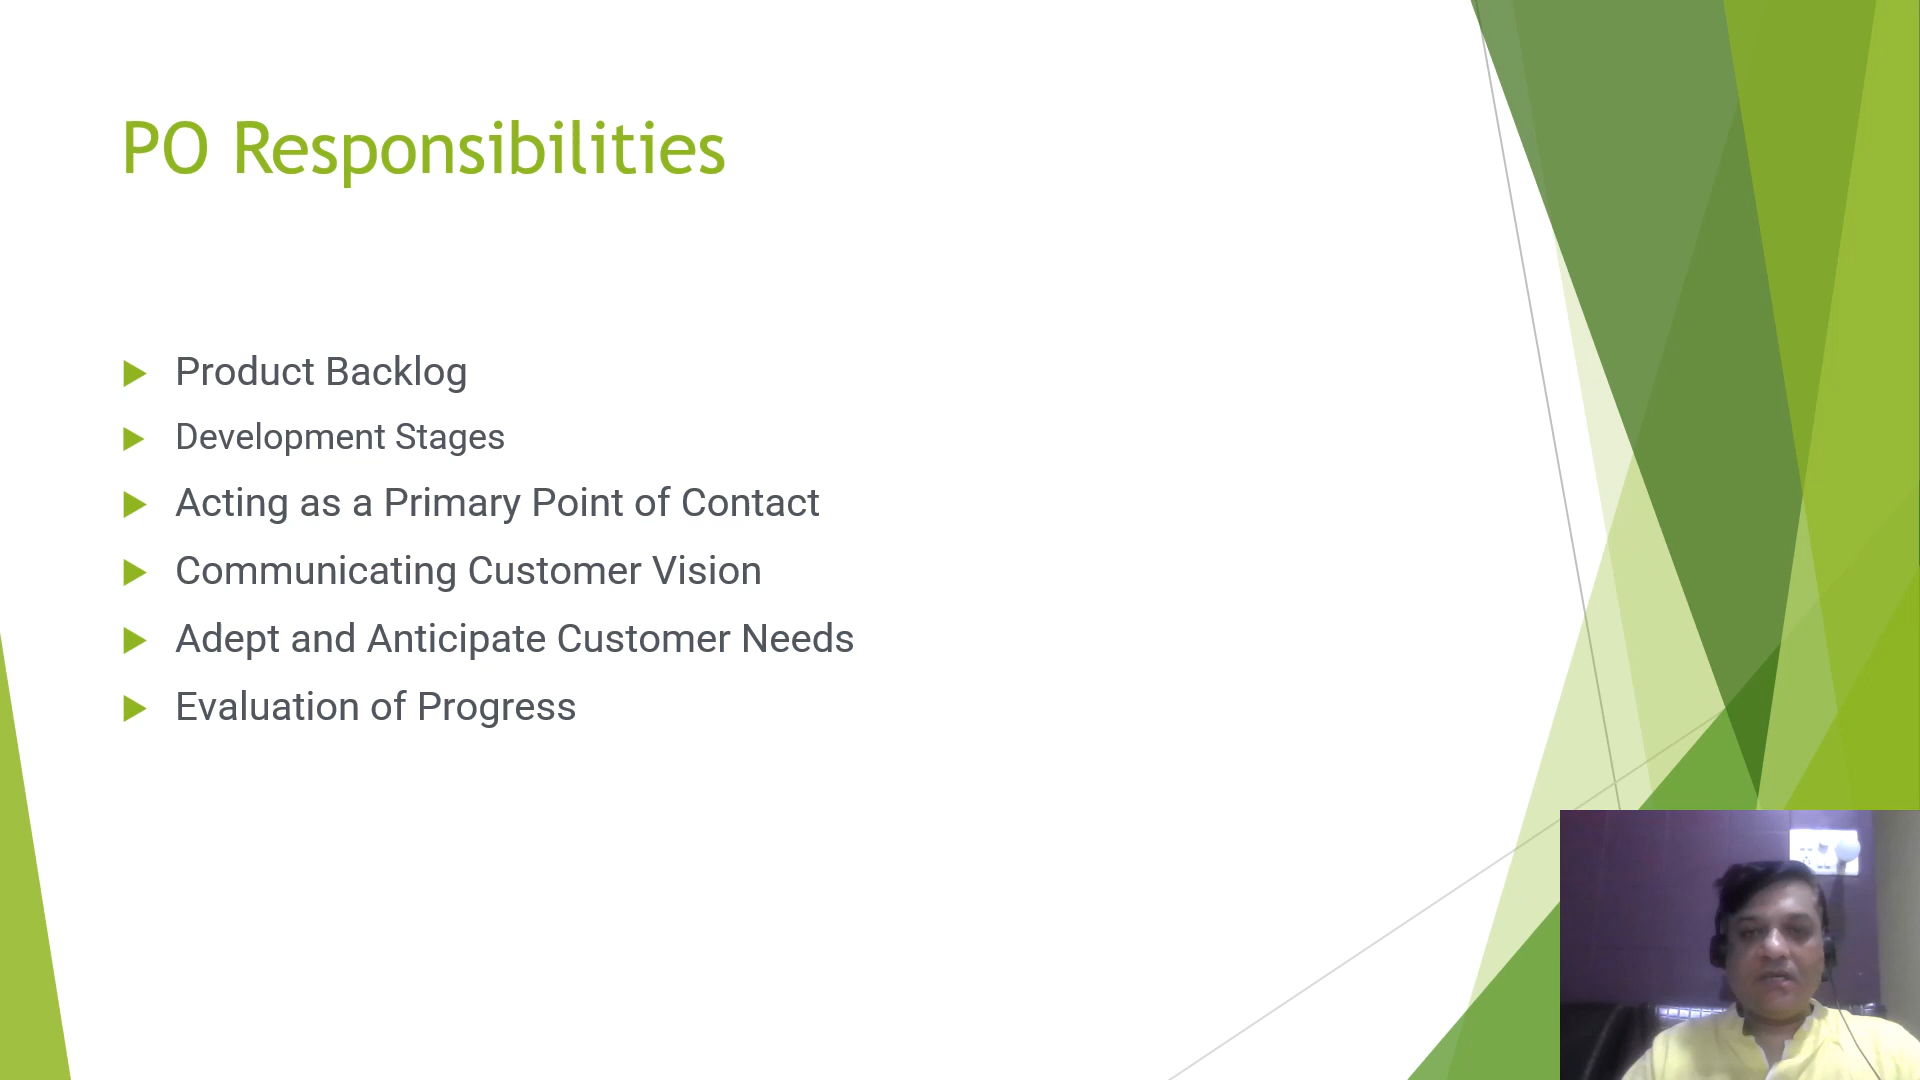 PO Responsibilities
Product Backlog
Development Stages
Acting as a Primary Point of Contact
Communicating Customer Vision
Adept and Anticipate Customer Needs
Evaluation of Progress